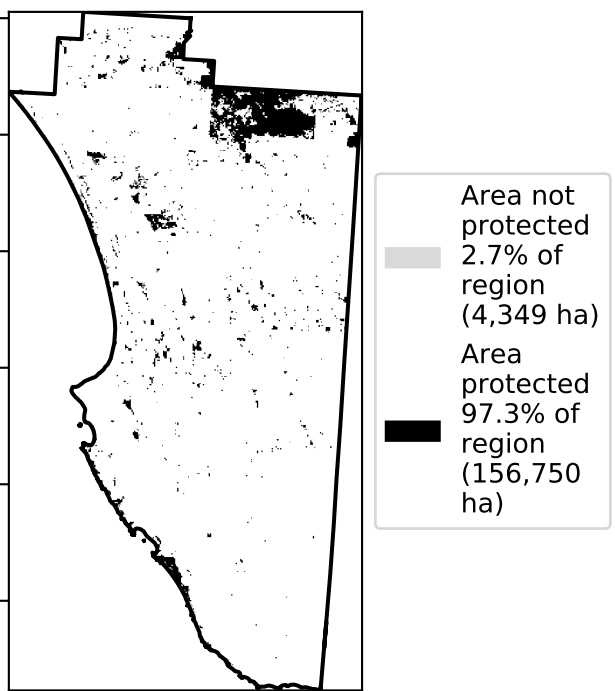 Area not
protected
2.7% of
region
(4,349 ha)
Area
protected
97.3% of
region
(156,750
ha)